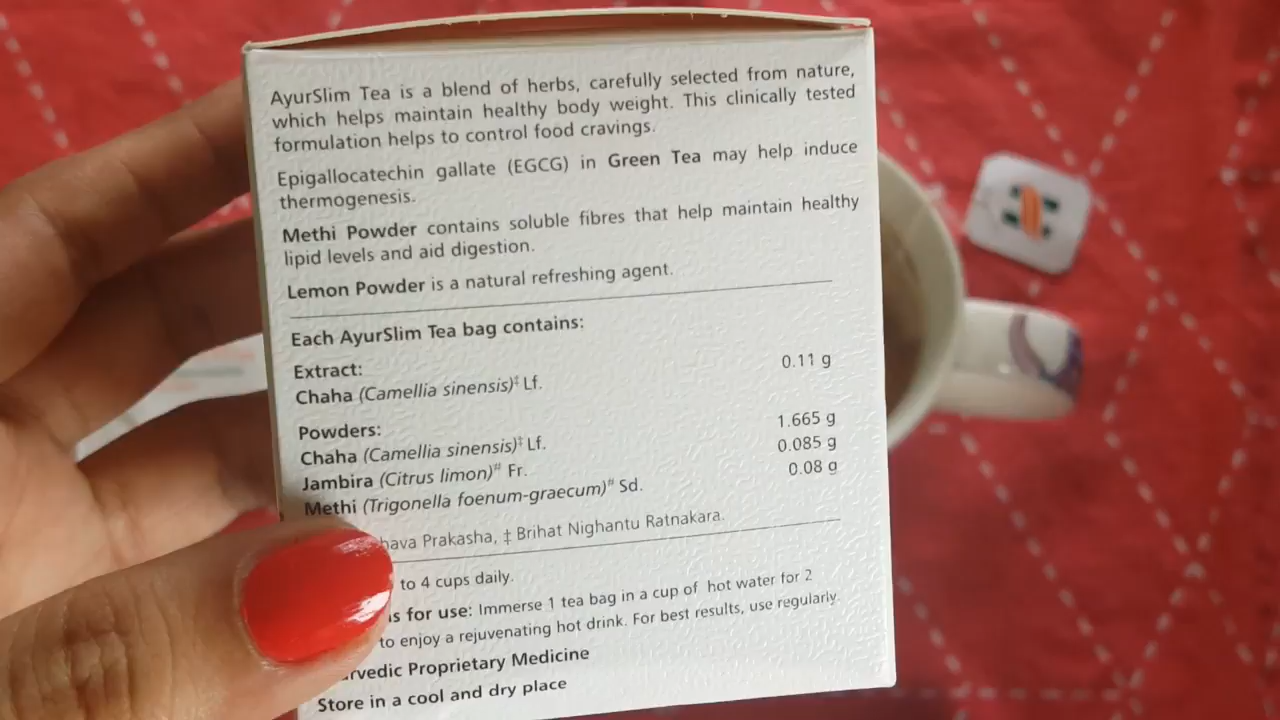 AyurSlim Tea is a blend of herbs, carefully selected from nature,
which helps maintain healthy body weight. This clinically tested
formulation helps to control food cravings.
Epigallocatechin gallate (EGCG) in Green Tea may help induce
thermogenesis.
Methi Powder contains soluble fibres that help maintain healthy
lipid levels and aid digestion.
Lemon Powder is a natural refreshing agent.
Each AyurSlim Tea bag contains:
Extract:
Chaha (Camellia sinensis)‡ Lf. 0.11 g
Powders:
Chaha (Camellia sinensis)‡ Lf. 1.665 g
Jambira (Citrus limon)# Fr. 0.085 g
Methi (Trigonella foenum-graecum)# Sd. 0.08 g
Prakasha, ‡ Brihat Nighantu Ratnakara.
to 4 cups daily.
for use: Immerse 1 tea bag in a cup of hot water for 2
to enjoy a rejuvenating hot drink. For best results, use regularly.
Proprietary Medicine
Store in a cool and dry place